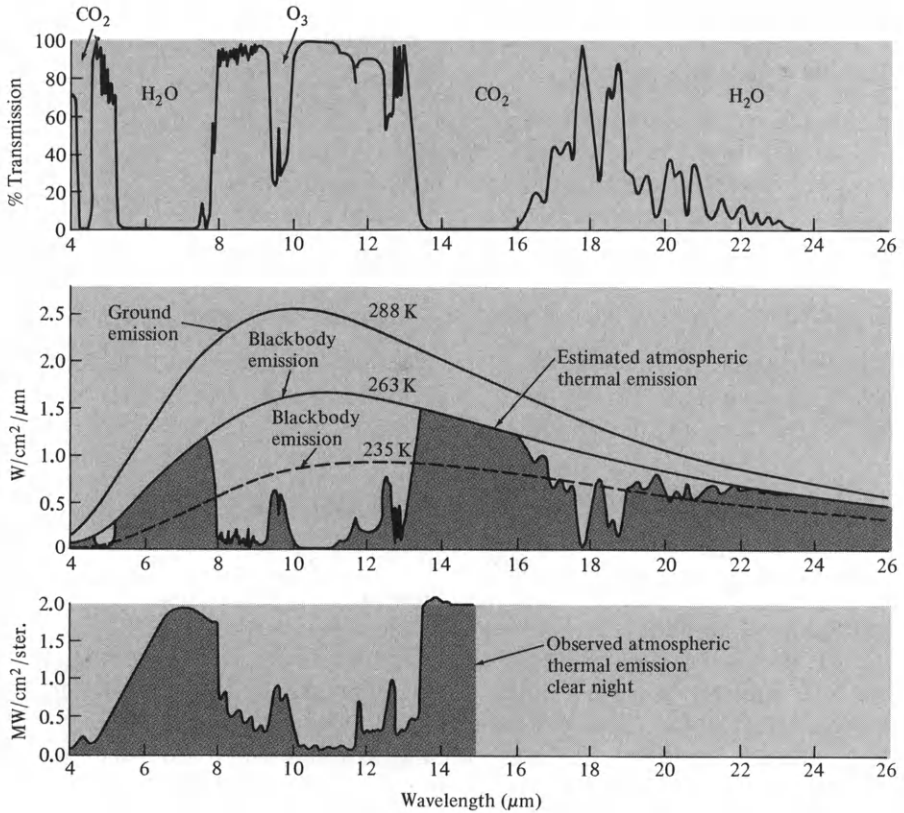 CO₂
O₃
100
80
60
40
20
0
% Transmission
H₂O
CO₂
H₂O
4 6 8 10 12 14 16 18 20 22 24 26
2.5
2.0
1.5
1.0
0.5
0
W/cm²/μm
Ground
emission
288 K
Blackbody
emission
263 K
Blackbody
emission
235 K
Estimated atmospheric
thermal emission
4 6 8 10 12 14 16 18 20 22 24 26
2.0
1.5
1.0
0.5
0.0
MW/cm²/ster.
Observed atmospheric
thermal emission
clear night
4 6 8 10 12 14 16 18 20 22 24 26
Wavelength (μm)